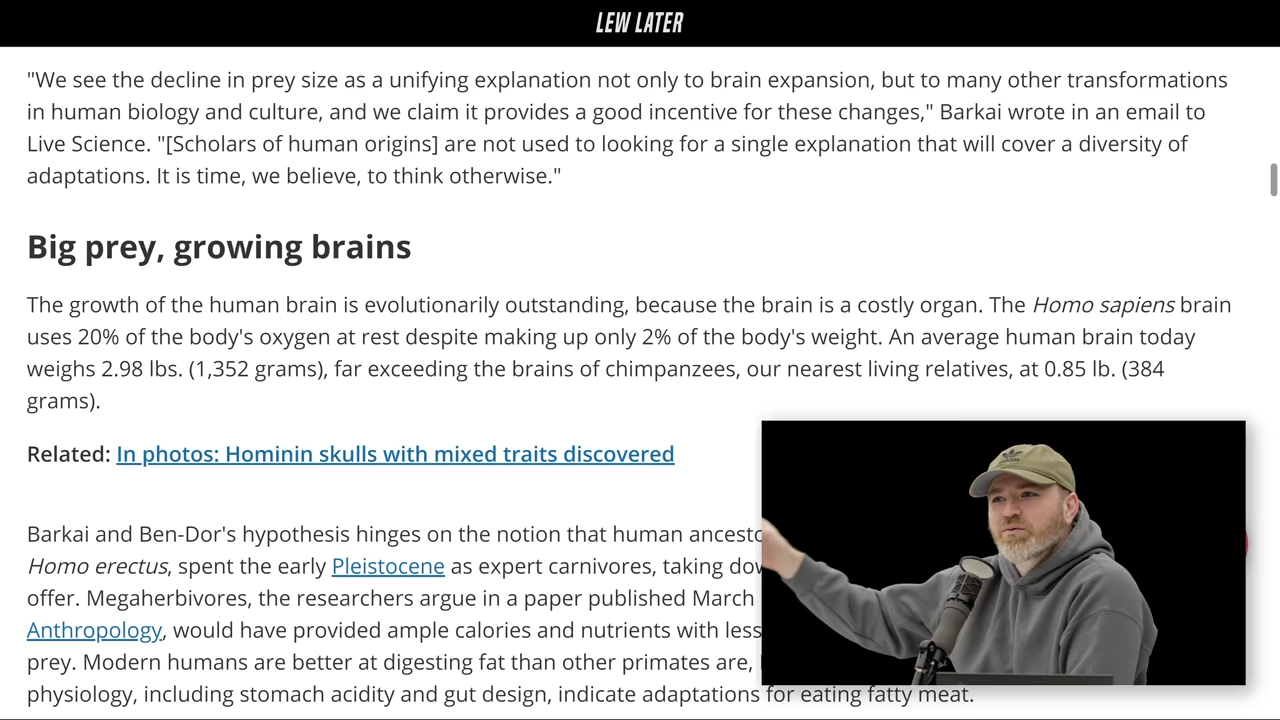 LEW LATER
"We see the decline in prey size as a unifying explanation not only to brain expansion, but to many other transformations
in human biology and culture, and we claim it provides a good incentive for these changes," Barkai wrote in an email to
Live Science. "[Scholars of human origins] are not used to looking for a single explanation that will cover a diversity of
adaptations. It is time, we believe, to think otherwise."
Big prey, growing brains
The growth of the human brain is evolutionarily outstanding, because the brain is a costly organ. The Homo sapiens brain
uses 20% of the body's oxygen at rest despite making up only 2% of the body's weight. An average human brain today
weighs 2.98 lbs. (1,352 grams), far exceeding the brains of chimpanzees, our nearest living relatives, at 0.85 lb. (384
grams).
Related: In photos: Hominin skulls with mixed traits discovered
Barkai and Ben-Dor's hypothesis hinges on the notion that human
Homo erectus, spent the early Pleistocene as expert carnivores, taking
offer. Megaherbivores, the researchers argue in a paper published March
Anthropology, would have provided ample calories and nutrients with less
prey. Modern humans are better at digesting fat than other primates are,
physiology, including stomach acidity and gut design, indicate adaptations for eating fatty meat.